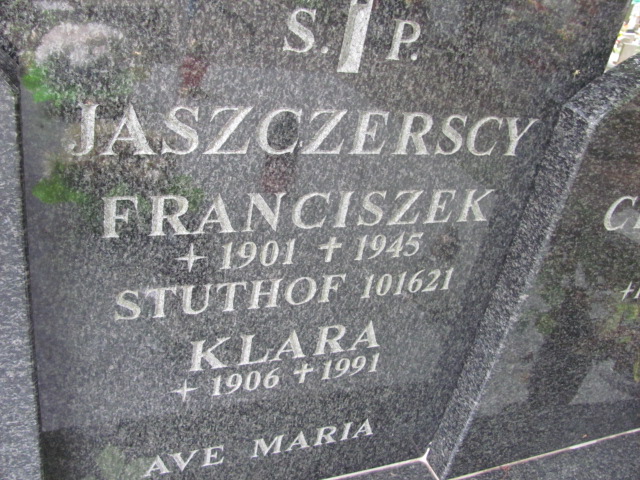 S. P.
JASZCZERSCY
FRANCISZEK
+ 1901 + 1945
STUTHOF 101621
KLARA
+ 1906 + 1991
AVE MARIA